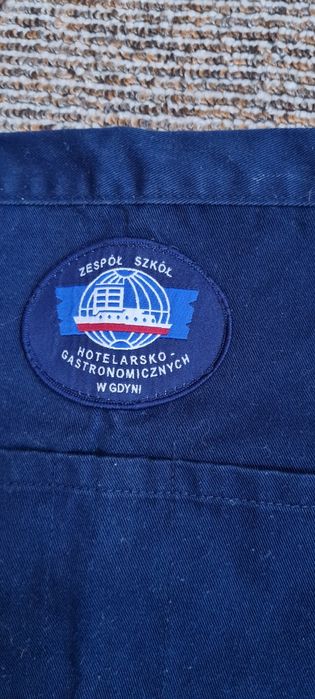 ZESPÓŁ SZKÓŁ
HOTELARSKO -
GASTRONOMICZNYCH
W GDYNI